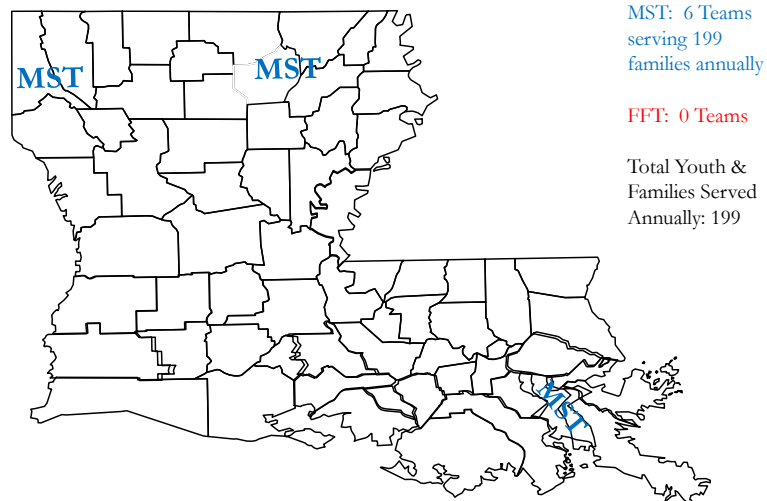 MST: 6 Teams
serving 199
families annually
FFT: 0 Teams
Total Youth &
Families Served
Annually: 199
MST
MST
MST